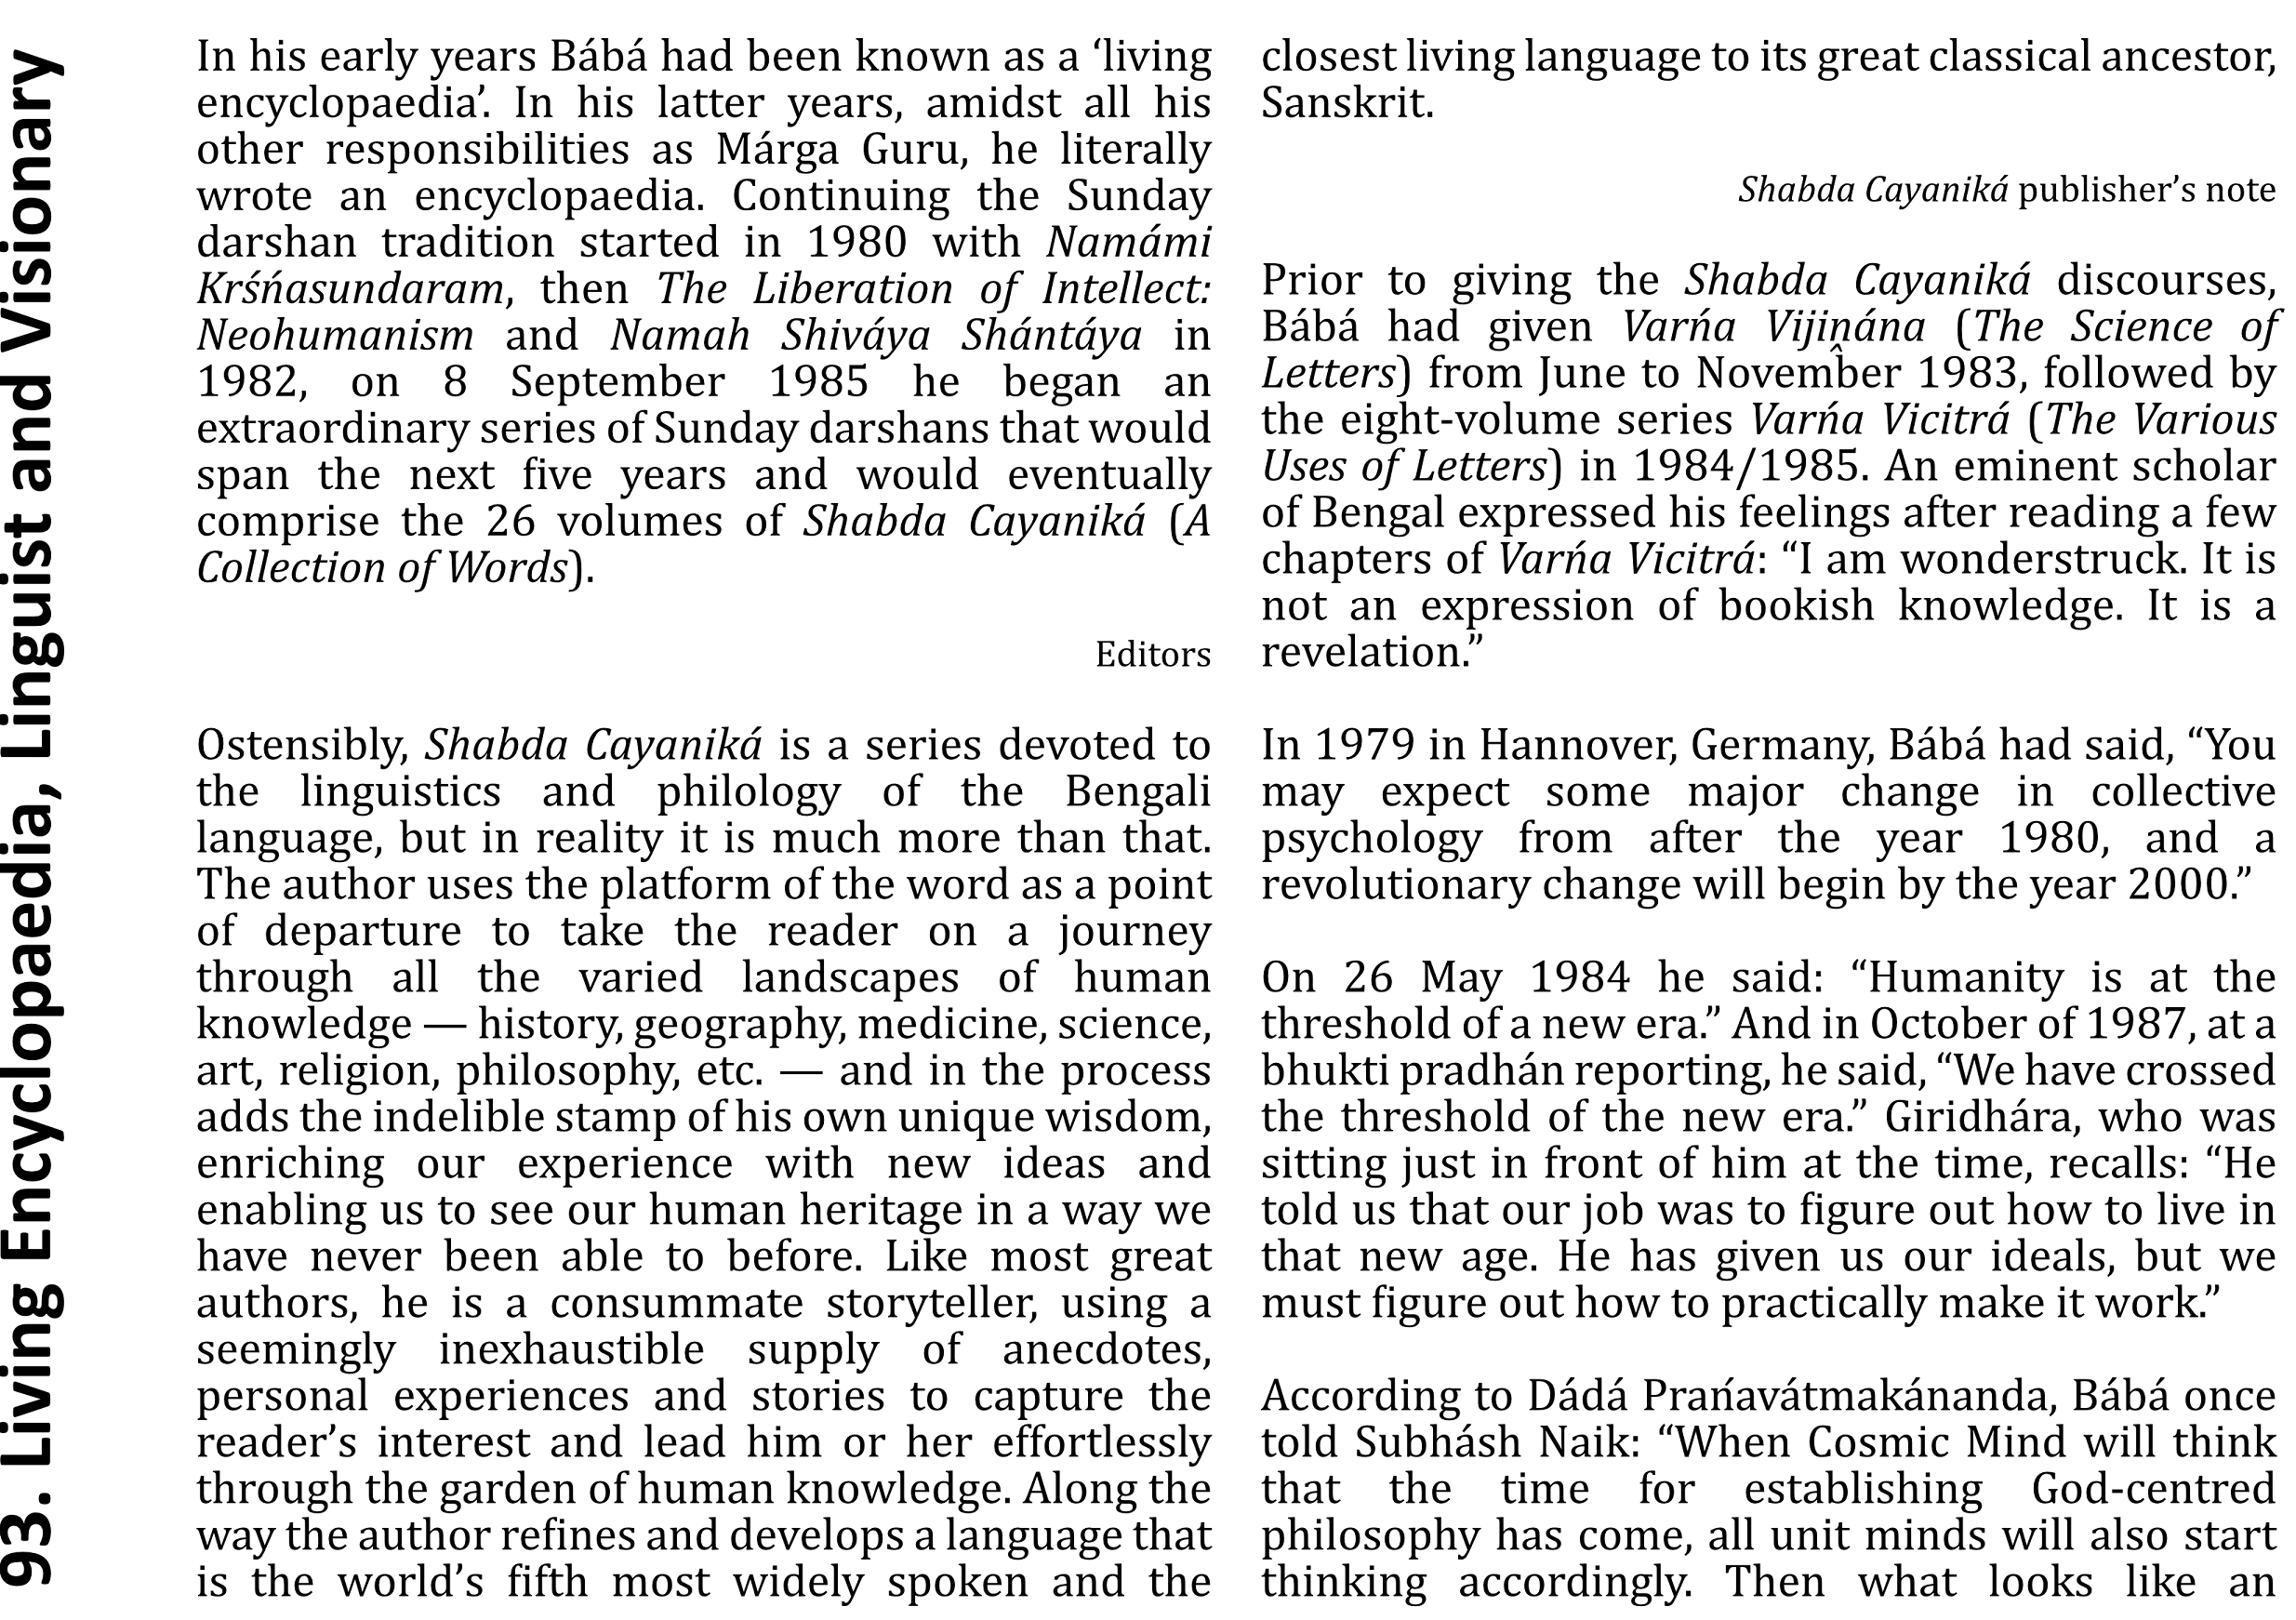 93. Living Encyclopaedia, Linguist and Visionary
In his early years Bábá had been known as a ‘living
encyclopaedia’. In his latter years, amidst all his
other responsibilities as Márga Guru, he literally
wrote an encyclopaedia. Continuing the Sunday
darshan tradition started in 1980 with Namámi
Krśńasundaram, then The Liberation of Intellect:
Neohumanism and Namah Shiváya Shántáya in
1982, on 8 September 1985 he began an
extraordinary series of Sunday darshans that would
span the next five years and would eventually
comprise the 26 volumes of Shabda Cayaniká (A
Collection of Words).
Editors
Ostensibly, Shabda Cayaniká is a series devoted to
the linguistics and philology of the Bengali
language, but in reality it is much more than that.
The author uses the platform of the word as a point
of departure to take the reader on a journey
through all the varied landscapes of human
knowledge — history, geography, medicine, science,
art, religion, philosophy, etc. — and in the process
adds the indelible stamp of his own unique wisdom,
enriching our experience with new ideas and
enabling us to see our human heritage in a way we
have never been able to before. Like most great
authors, he is a consummate storyteller, using a
seemingly inexhaustible supply of anecdotes,
personal experiences and stories to capture the
reader’s interest and lead him or her effortlessly
through the garden of human knowledge. Along the
way the author refines and develops a language that
is the world’s fifth most widely spoken and the
closest living language to its great classical ancestor,
Sanskrit.
Shabda Cayaniká publisher’s note
Prior to giving the Shabda Cayaniká discourses,
Bábá had given Varńa Vijiṋána (The Science of
Letters) from June to November 1983, followed by
the eight-volume series Varńa Vicitrá (The Various
Uses of Letters) in 1984/1985. An eminent scholar
of Bengal expressed his feelings after reading a few
chapters of Varńa Vicitrá: “I am wonderstruck. It is
not an expression of bookish knowledge. It is a
revelation.”
In 1979 in Hannover, Germany, Bábá had said, “You
may expect some major change in collective
psychology from after the year 1980, and a
revolutionary change will begin by the year 2000.”
On 26 May 1984 he said: “Humanity is at the
threshold of a new era.” And in October of 1987, at a
bhukti pradhán reporting, he said, “We have crossed
the threshold of the new era.” Giridhára, who was
sitting just in front of him at the time, recalls: “He
told us that our job was to figure out how to live in
that new age. He has given us our ideals, but we
must figure out how to practically make it work.”
According to Dádá Prańavátmakánanda, Bábá once
told Subhásh Naik: “When Cosmic Mind will think
that the time for establishing God-centred
philosophy has come, all unit minds will also start
thinking accordingly. Then what looks like an